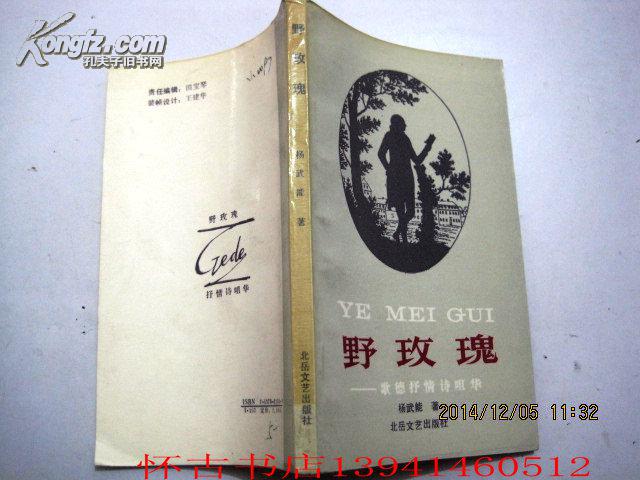 Kongfz.com
孔夫子旧书网
责任编辑：田宝琴
装帧设计：王建华
野玫瑰
Gede
抒情诗咀华
野玫瑰
杨武能 著
北岳文艺出版社
YE MEI GUI
野玫瑰
——歌德抒情诗咀华
杨武能 著
北岳文艺出版社
2014/12/05 11:32
怀古书店13941460512